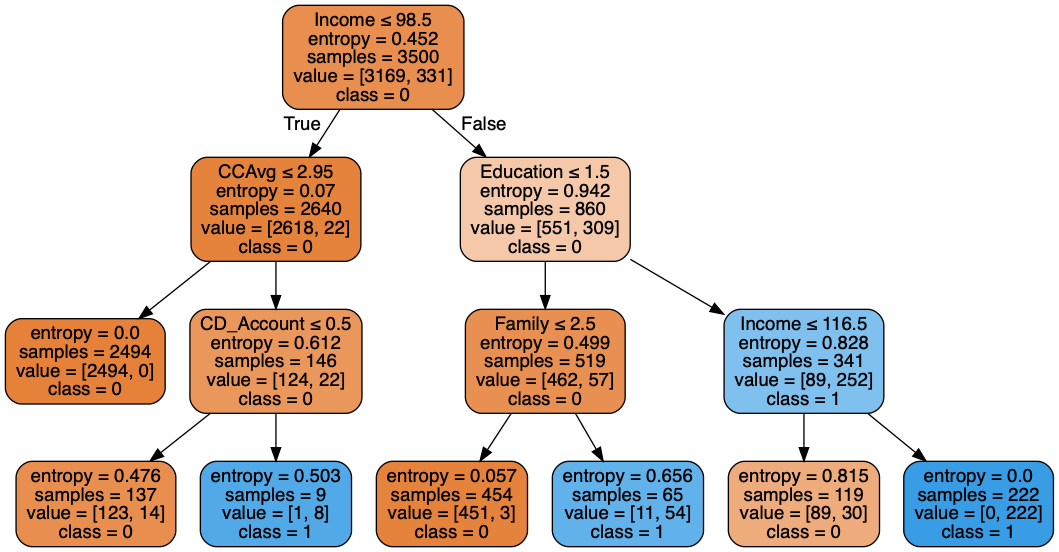 Income ≤ 98.5
entropy = 0.452
samples = 3500
value = [3169, 331]
class = 0
True
False
CCAvg ≤ 2.95
entropy = 0.07
samples = 2640
value = [2618, 22]
class = 0
Education ≤ 1.5
entropy = 0.942
samples = 860
value = [551, 309]
class = 0
entropy = 0.0
samples = 2494
value = [2494, 0]
class = 0
CD_Account ≤ 0.5
entropy = 0.612
samples = 146
value = [124, 22]
class = 0
Family ≤ 2.5
entropy = 0.499
samples = 519
value = [462, 57]
class = 0
Income ≤ 116.5
entropy = 0.828
samples = 341
value = [89, 252]
class = 1
entropy = 0.476
samples = 137
value = [123, 14]
class = 0
entropy = 0.503
samples = 9
value = [1, 8]
class = 1
entropy = 0.057
samples = 454
value = [451, 3]
class = 0
entropy = 0.656
samples = 65
value = [11, 54]
class = 1
entropy = 0.815
samples = 119
value = [89, 30]
class = 0
entropy = 0.0
samples = 222
value = [0, 222]
class = 1